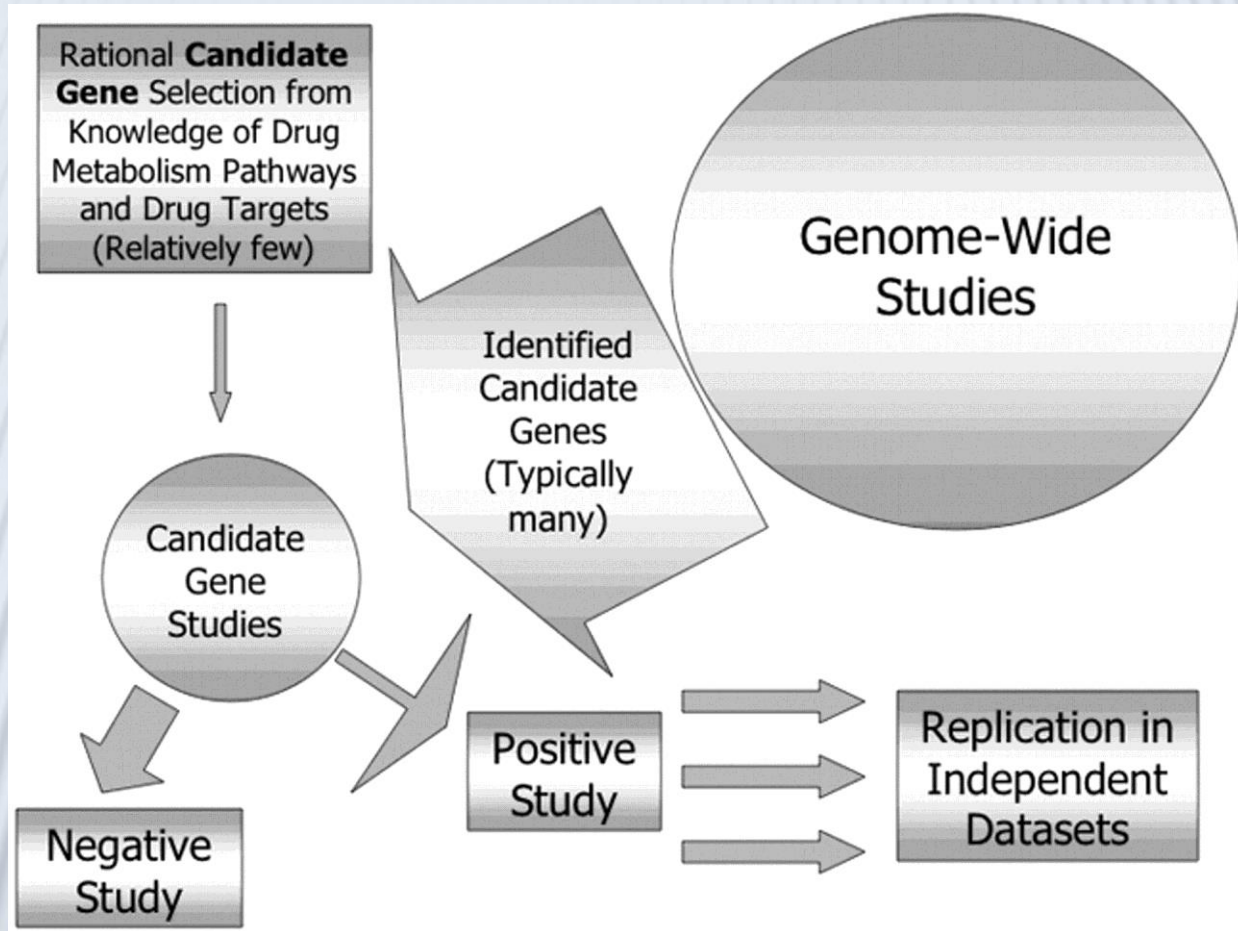 Rational Candidate
Gene Selection from
Knowledge of Drug
Metabolism Pathways
and Drug Targets
(Relatively few)
Genome-Wide
Studies
Identified
Candidate
Genes
(Typically
many)
Candidate
Gene
Studies
Positive
Study
Replication in
Independent
Datasets
Negative
Study